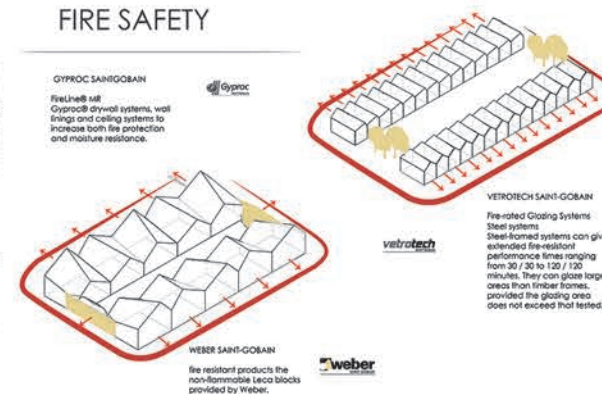 FIRE SAFETY
GYPROC SAINTGOBAIN
Gyproc
FireLine® MR
Gyproc® drywall systems, wall
linings and ceiling systems to
increase both fire protection
and moisture resistance.
VETROTECH SAINT-GOBAIN
Fire-rated Glazing Systems
Steel systems
Steel-framed systems can giv
extended fire-resistant
performance times ranging
from 30 / 30 to 120 / 120
minutes. They can glaze large
areas than timber frames,
provided the glazing area
does not exceed that tested.
vetrotech
WEBER SAINT-GOBAIN
weber
fire resistant products the
non-flammable Leca blocks
provided by Weber.